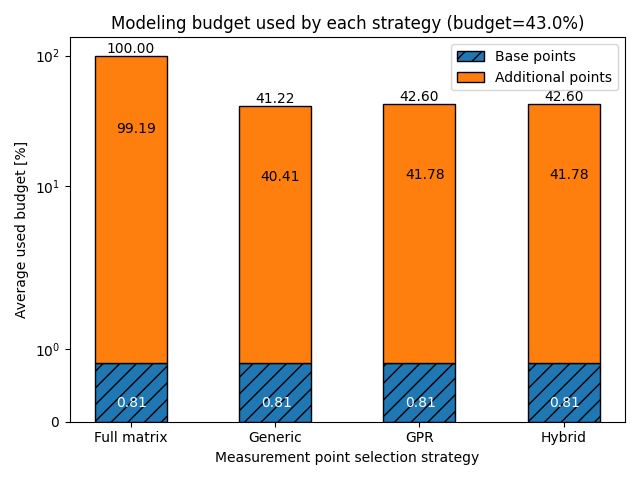 Modeling budget used by each strategy (budget=43.0%)
Base points
Additional points
100.00
41.22
42.60
42.60
99.19
40.41
41.78
41.78
0.81
0.81
0.81
0.81
10²
10¹
10⁰
0
Average used budget [%]
Full matrix
Generic
GPR
Hybrid
Measurement point selection strategy